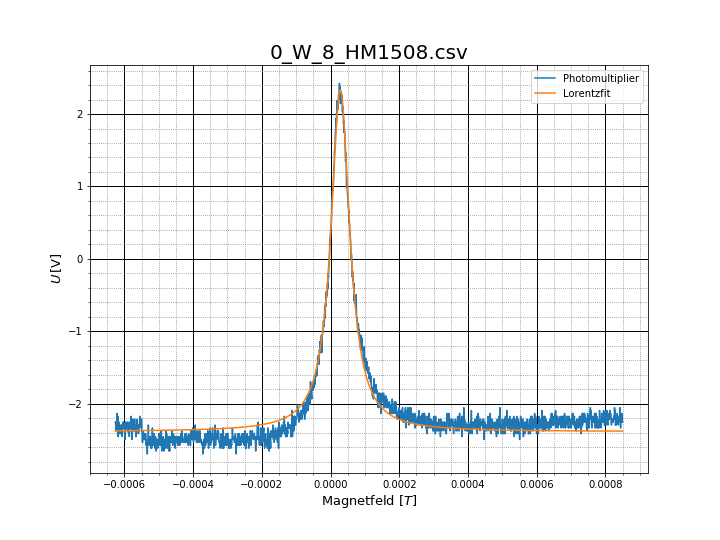 0_W_8_HM1508.csv
Photomultiplier
Lorentzfit
2
1
0
−1
−2
U[V]
−0.0006 −0.0004 −0.0002 0.0000 0.0002 0.0004 0.0006 0.0008
Magnetfeld [T]